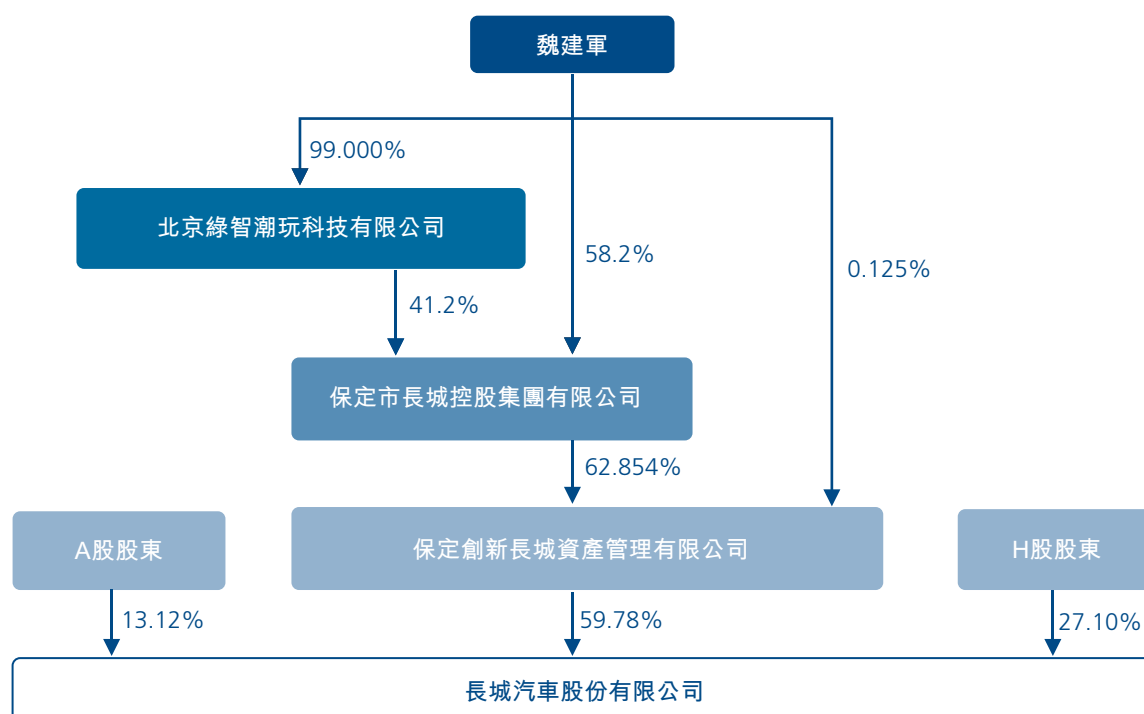 魏建軍
99.000%
北京綠智潮玩科技有限公司
58.2%
0.125%
41.2%
保定市長城控股集團有限公司
62.854%
A股股東
保定創新長城資產管理有限公司
H股股東
13.12%
59.78%
27.10%
長城汽車股份有限公司